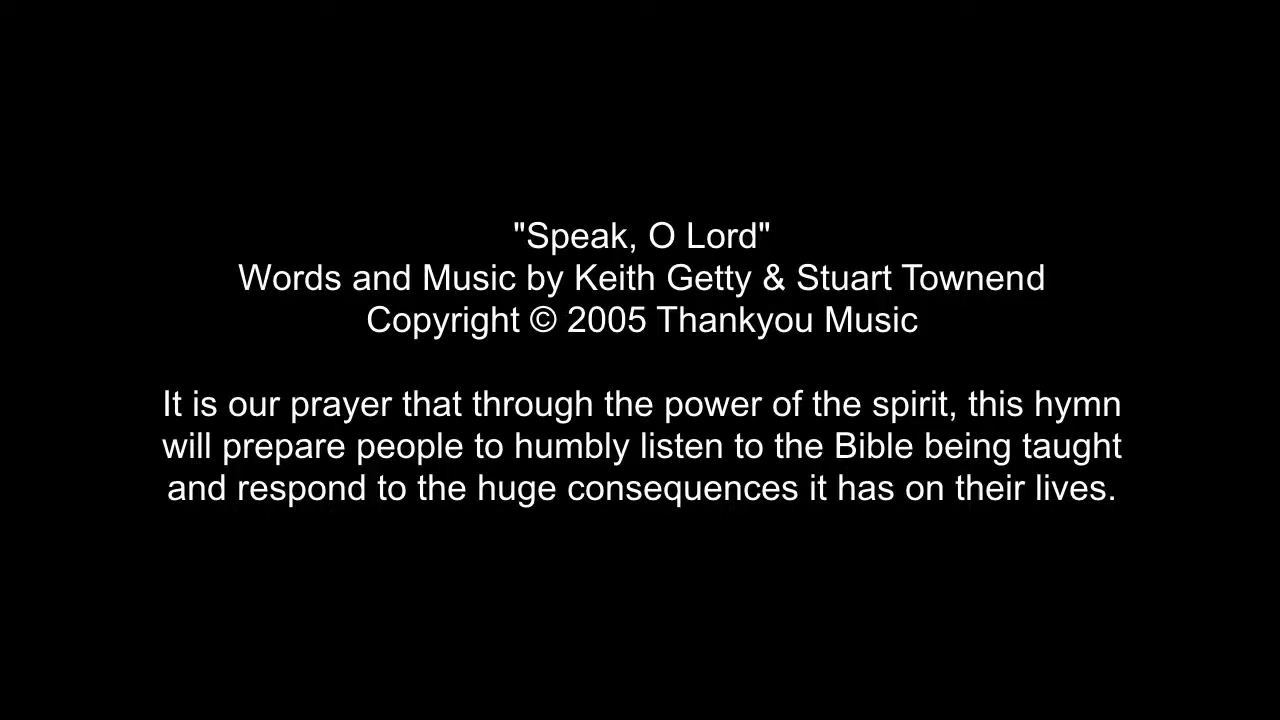 "Speak, O Lord"
Words and Music by Keith Getty & Stuart Townend
Copyright © 2005 Thankyou Music
It is our prayer that through the power of the spirit, this hymn
will prepare people to humbly listen to the Bible being taught
and respond to the huge consequences it has on their lives.